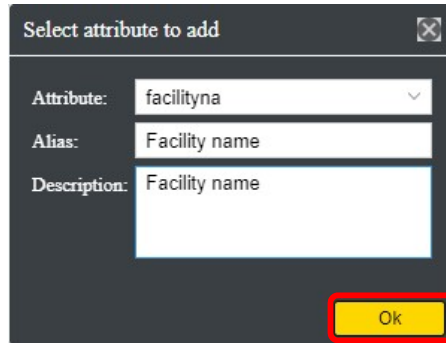 Select attribute to add
Attribute: facilityna
Alias: Facility name
Description: Facility name
Ok